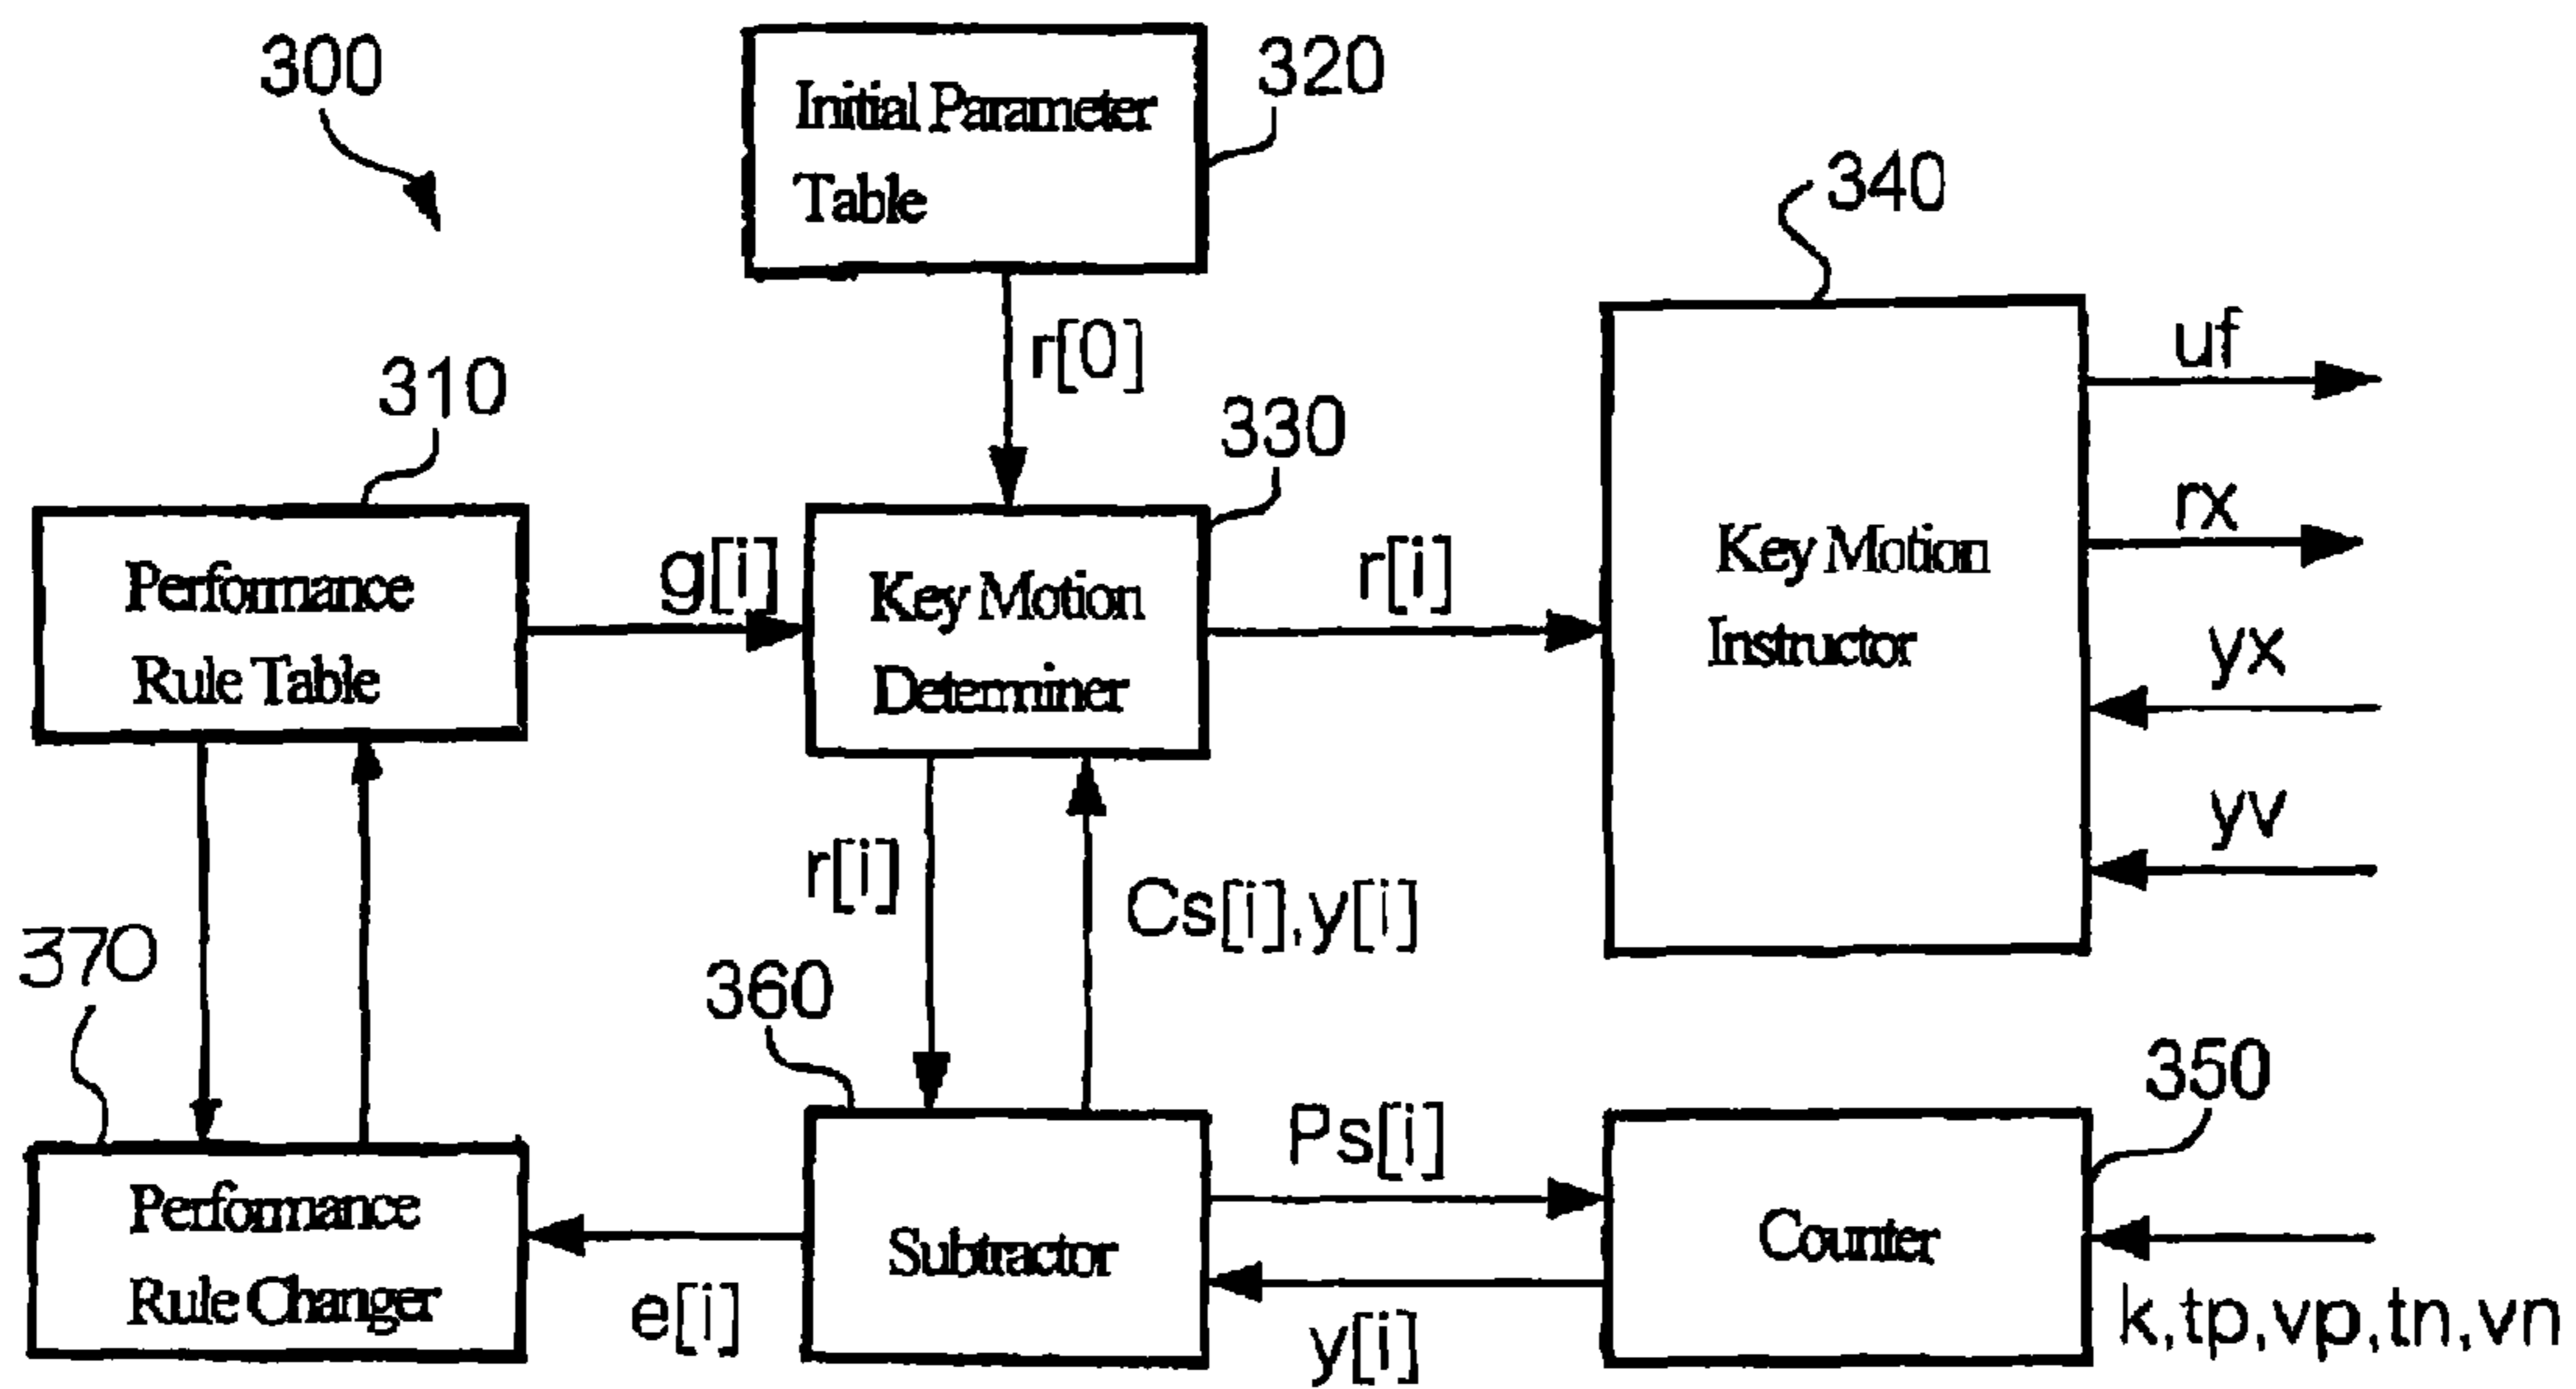 300
Initial Parameter
Table
320
340
r[0]
uf
310
330
rx
Performance
Rule Table
g[i]
Key Motion
Determiner
r[i]
Key Motion
Instructor
yx
yv
r[i]
Cs[i],y[i]
370
360
350
Ps[i]
Performance
Rule Changer
e[i]
Subtractor
y[i]
Counter
k,tp,vp,tn,vn